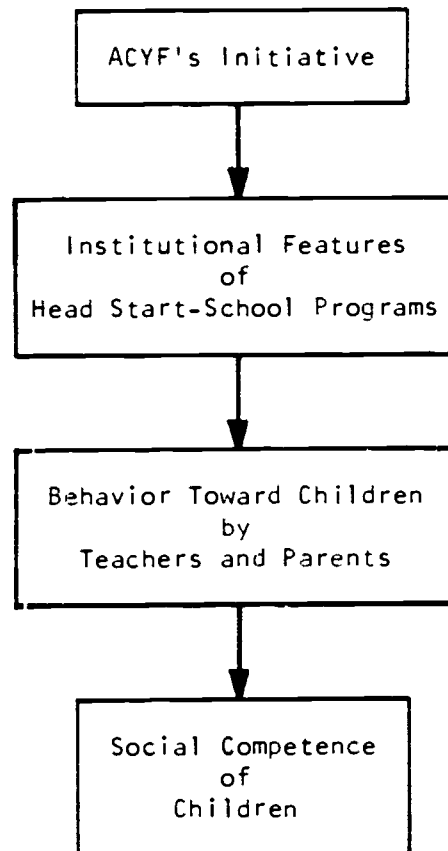 ACYF's Initiative
Institutional Features
of
Head Start-School Programs
Behavior Toward Children
by
Teachers and Parents
Social Competence
of
Children